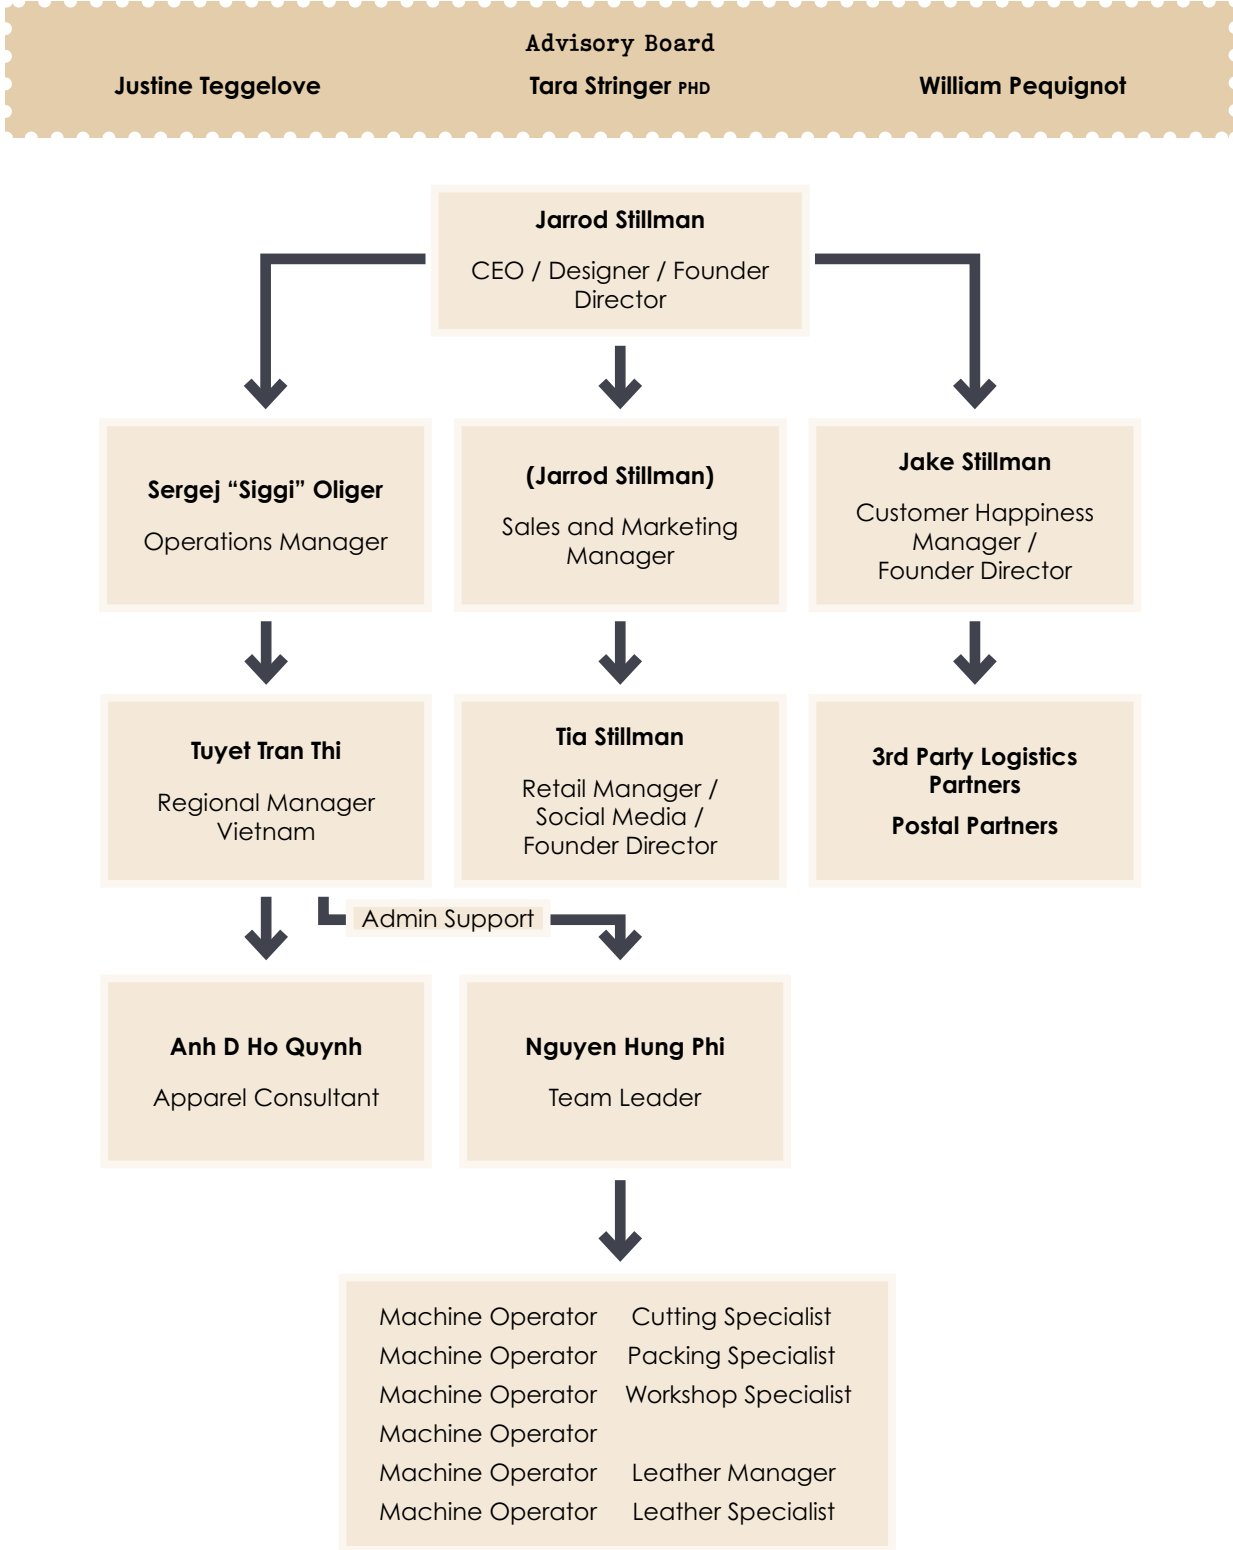 Advisory Board
Justine Teggelove
Tara Stringer PHD
William Pequignot
Jarrod Stillman
CEO / Designer / Founder
Director
Sergej “Siggi” Oliger
Operations Manager
(Jarrod Stillman)
Sales and Marketing
Manager
Jake Stillman
Customer Happiness
Manager /
Founder Director
Tuyet Tran Thi
Regional Manager
Vietnam
Tia Stillman
Retail Manager /
Social Media /
Founder Director
3rd Party Logistics
Partners
Postal Partners
Admin Support
Anh D Ho Quynh
Apparel Consultant
Nguyen Hung Phi
Team Leader
Machine Operator Cutting Specialist
Machine Operator Packing Specialist
Machine Operator Workshop Specialist
Machine Operator
Machine Operator Leather Manager
Machine Operator Leather Specialist